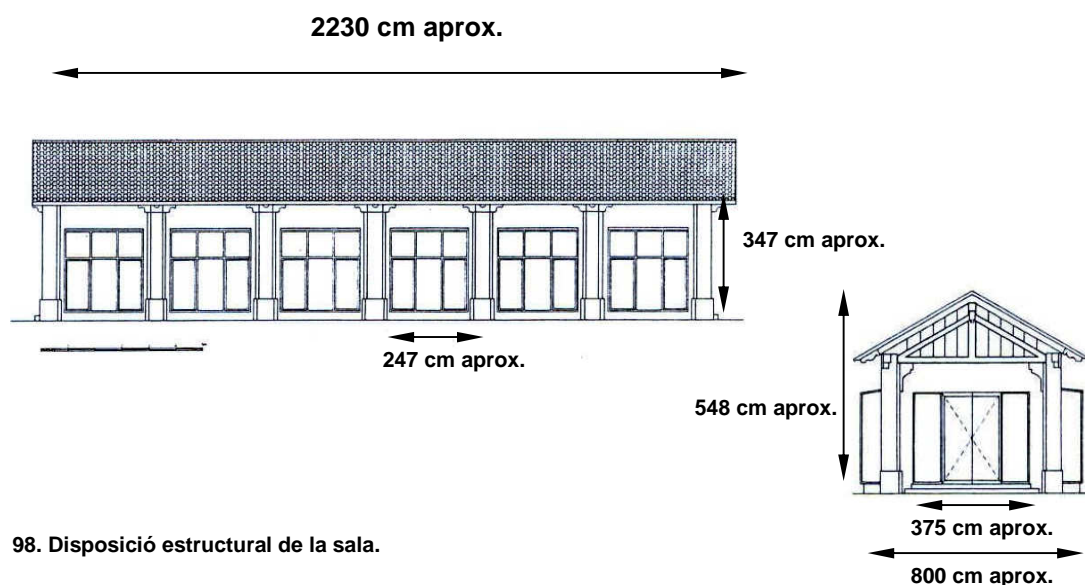 2230 cm aprox.
347 cm aprox.
247 cm aprox.
548 cm aprox.
375 cm aprox.
98. Disposició estructural de la sala.
800 cm aprox.